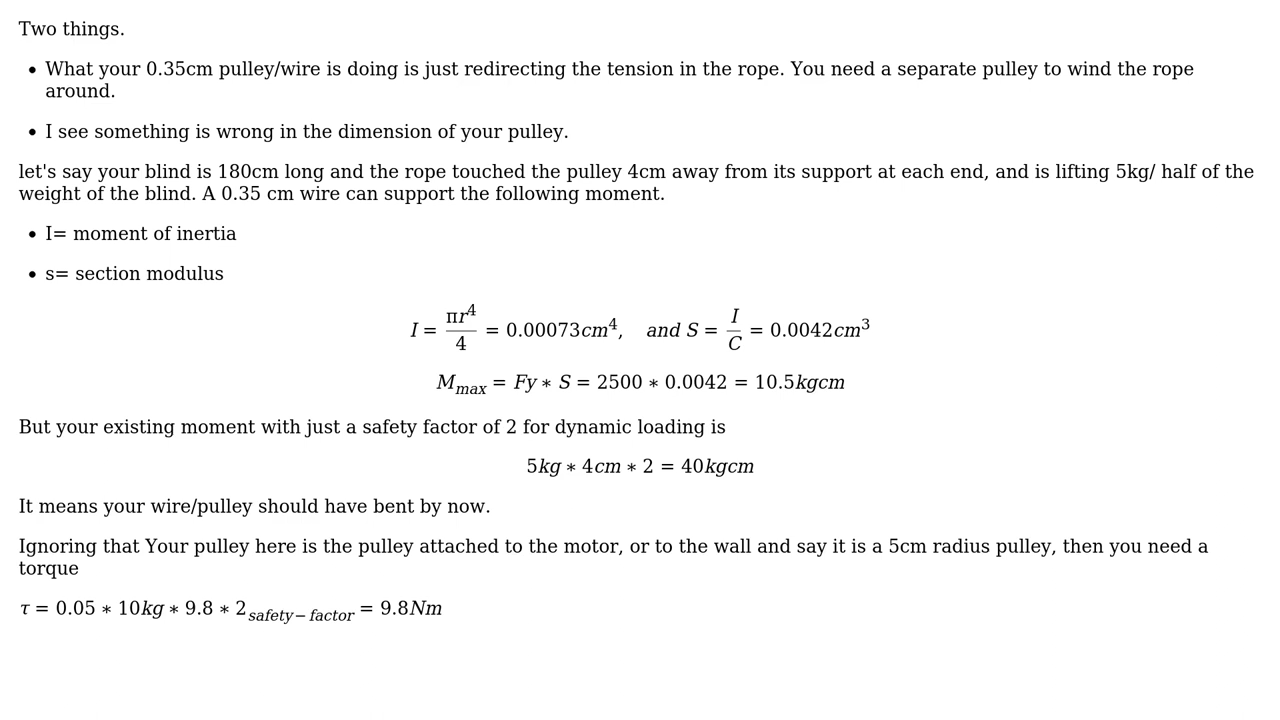 Two things.
• What your 0.35cm pulley/wire is doing is just redirecting the tension in the rope. You need a separate pulley to wind the rope
around.
• I see something is wrong in the dimension of your pulley.
let's say your blind is 180cm long and the rope touched the pulley 4cm away from its support at each end, and is lifting 5kg/ half of the
weight of the blind. A 0.35 cm wire can support the following moment.
• I= moment of inertia
• s= section modulus
I = πr⁴/4 = 0.00073cm⁴, and S = I/C = 0.0042cm³
M_max = Fy ∗ S = 2500 ∗ 0.0042 = 10.5kgcm
But your existing moment with just a safety factor of 2 for dynamic loading is
5kg ∗ 4cm ∗ 2 = 40kgcm
It means your wire/pulley should have bent by now.
Ignoring that Your pulley here is the pulley attached to the motor, or to the wall and say it is a 5cm radius pulley, then you need a
torque
τ = 0.05 ∗ 10kg ∗ 9.8 ∗ 2_safety−factor = 9.8Nm